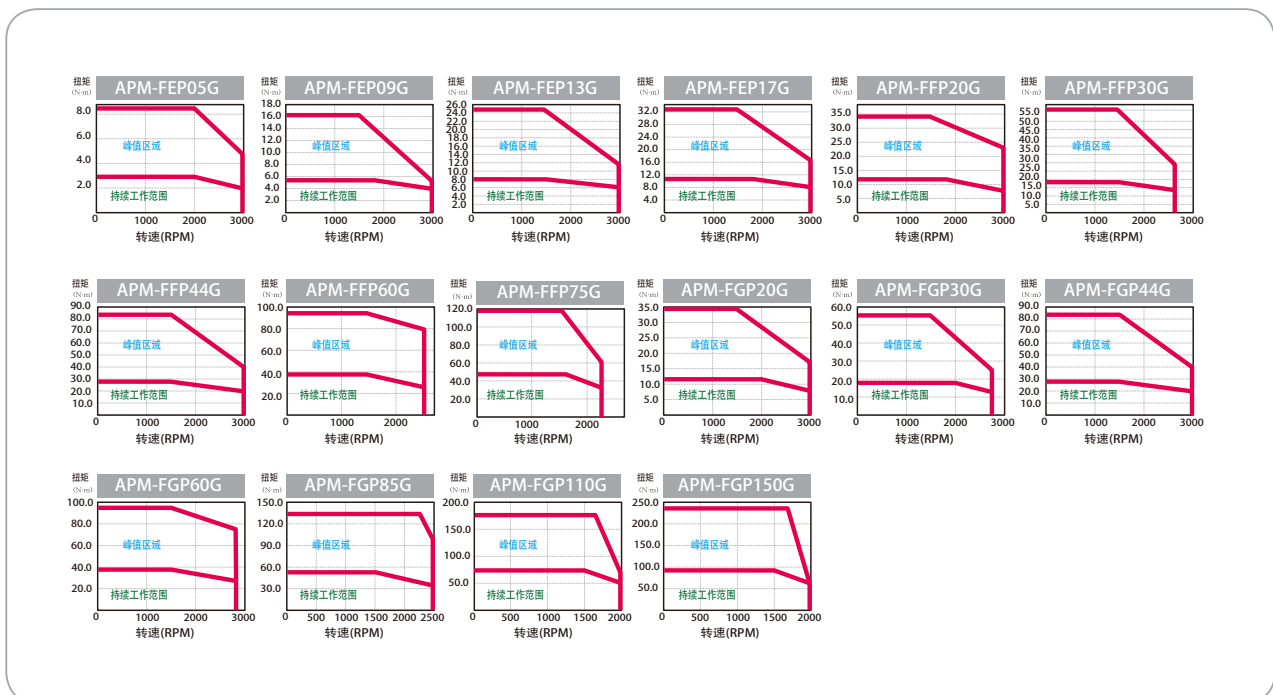 扭矩 APM-FEP05G
(N·m)
8.0
6.0
峰值区域
4.0
2.0
持续工作范围
0 1000 2000 3000
转速(RPM)
扭矩 APM-FEP09G
(N·m)
18.0
16.0
14.0
12.0
峰值区域
10.0
8.0
6.0
4.0
持续工作范围
2.0
0 1000 2000 3000
转速(RPM)
扭矩 APM-FEP13G
(N·m)
26.0
24.0
22.0
20.0
18.0
16.0
峰值区域
14.0
12.0
10.0
8.0
6.0
4.0
持续工作范围
2.0
0 1000 2000 3000
转速(RPM)
扭矩 APM-FEP17G
(N·m)
32.0
28.0
24.0
20.0
峰值区域
16.0
12.0
8.0
持续工作范围
4.0
0 1000 2000 3000
转速(RPM)
扭矩 APM-FFP20G
(N·m)
35.0
30.0
25.0
峰值区域
20.0
15.0
10.0
持续工作范围
5.0
0 1000 2000 3000
转速(RPM)
扭矩 APM-FFP30G
(N·m)
55.0
50.0
45.0
40.0
35.0
峰值区域
30.0
25.0
20.0
15.0
10.0
持续工作范围
5.0
0 1000 2000 3000
转速(RPM)
扭矩 APM-FFP44G
(N·m)
90.0
80.0
70.0
60.0
峰值区域
50.0
40.0
30.0
20.0
持续工作范围
10.0
0 1000 2000 3000
转速(RPM)
扭矩 APM-FFP60G
(N·m)
100.0
80.0
60.0
峰值区域
40.0
20.0
持续工作范围
0 1000 2000
转速(RPM)
扭矩 APM-FFP75G
(N·m)
120.0
100.0
80.0
峰值区域
60.0
40.0
20.0
持续工作范围
0 1000 2000
转速(RPM)
扭矩 APM-FGP20G
(N·m)
35.0
30.0
25.0
峰值区域
20.0
15.0
10.0
持续工作范围
5.0
0 1000 2000 3000
转速(RPM)
扭矩 APM-FGP30G
(N·m)
60.0
50.0
40.0
峰值区域
30.0
20.0
持续工作范围
10.0
0 1000 2000 3000
转速(RPM)
扭矩 APM-FGP44G
(N·m)
90.0
80.0
70.0
60.0
峰值区域
50.0
40.0
30.0
20.0
持续工作范围
10.0
0 1000 2000 3000
转速(RPM)
扭矩 APM-FGP60G
(N·m)
100.0
80.0
60.0
峰值区域
40.0
20.0
持续工作范围
0 1000 2000 3000
转速(RPM)
扭矩 APM-FGP85G
(N·m)
150.0
120.0
90.0
峰值区域
60.0
30.0
持续工作范围
0 500 1000 1500 2000 2500
转速(RPM)
扭矩 APM-FGP110G
(N·m)
200.0
150.0
峰值区域
100.0
50.0
持续工作范围
0 500 1000 1500 2000
转速(RPM)
扭矩 APM-FGP150G
(N·m)
250.0
200.0
150.0
峰值区域
100.0
50.0
持续工作范围
0 500 1000 1500 2000
转速(RPM)